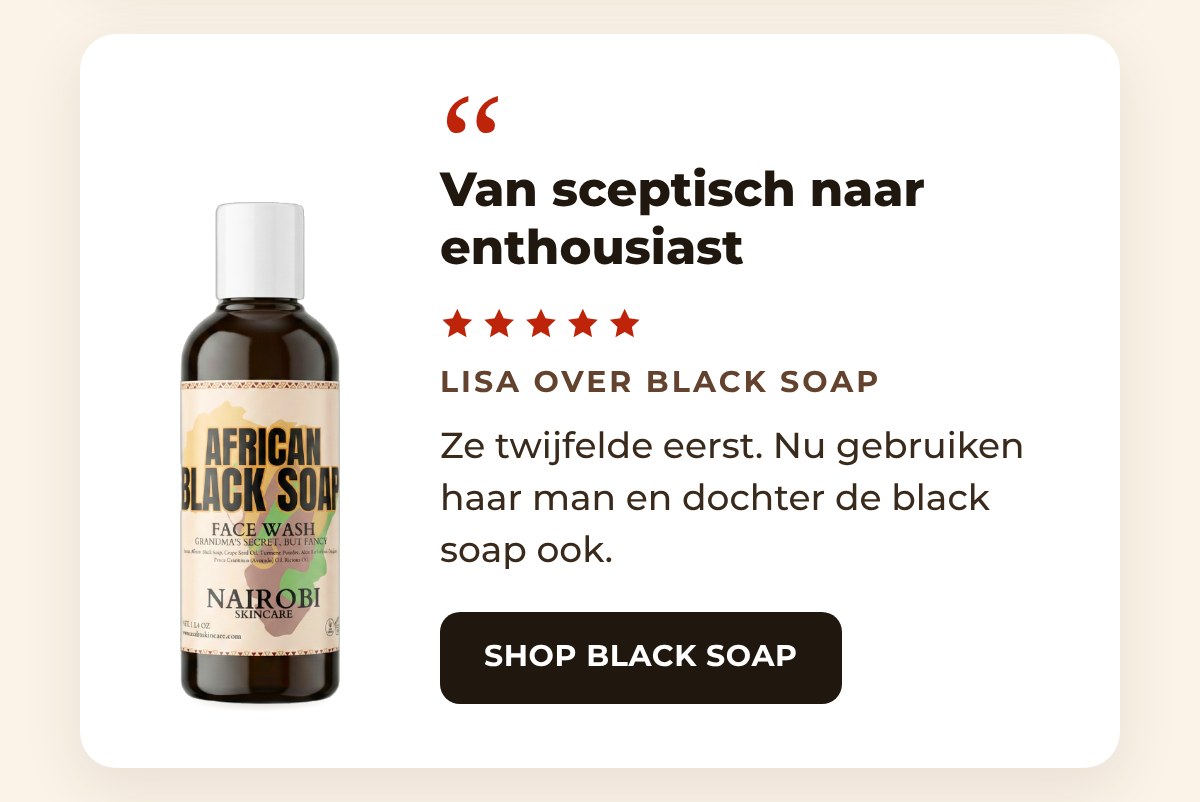 “
Van sceptisch naar
enthousiast
LISA OVER BLACK SOAP
Ze twijfelde eerst. Nu gebruiken
haar man en dochter de black
soap ook.
SHOP BLACK SOAP
AFRICAN
BLACK SOAP
FACE WASH
GRANDMA'S SECRET, BUT FANCY
NAIROBI
SKINCARE